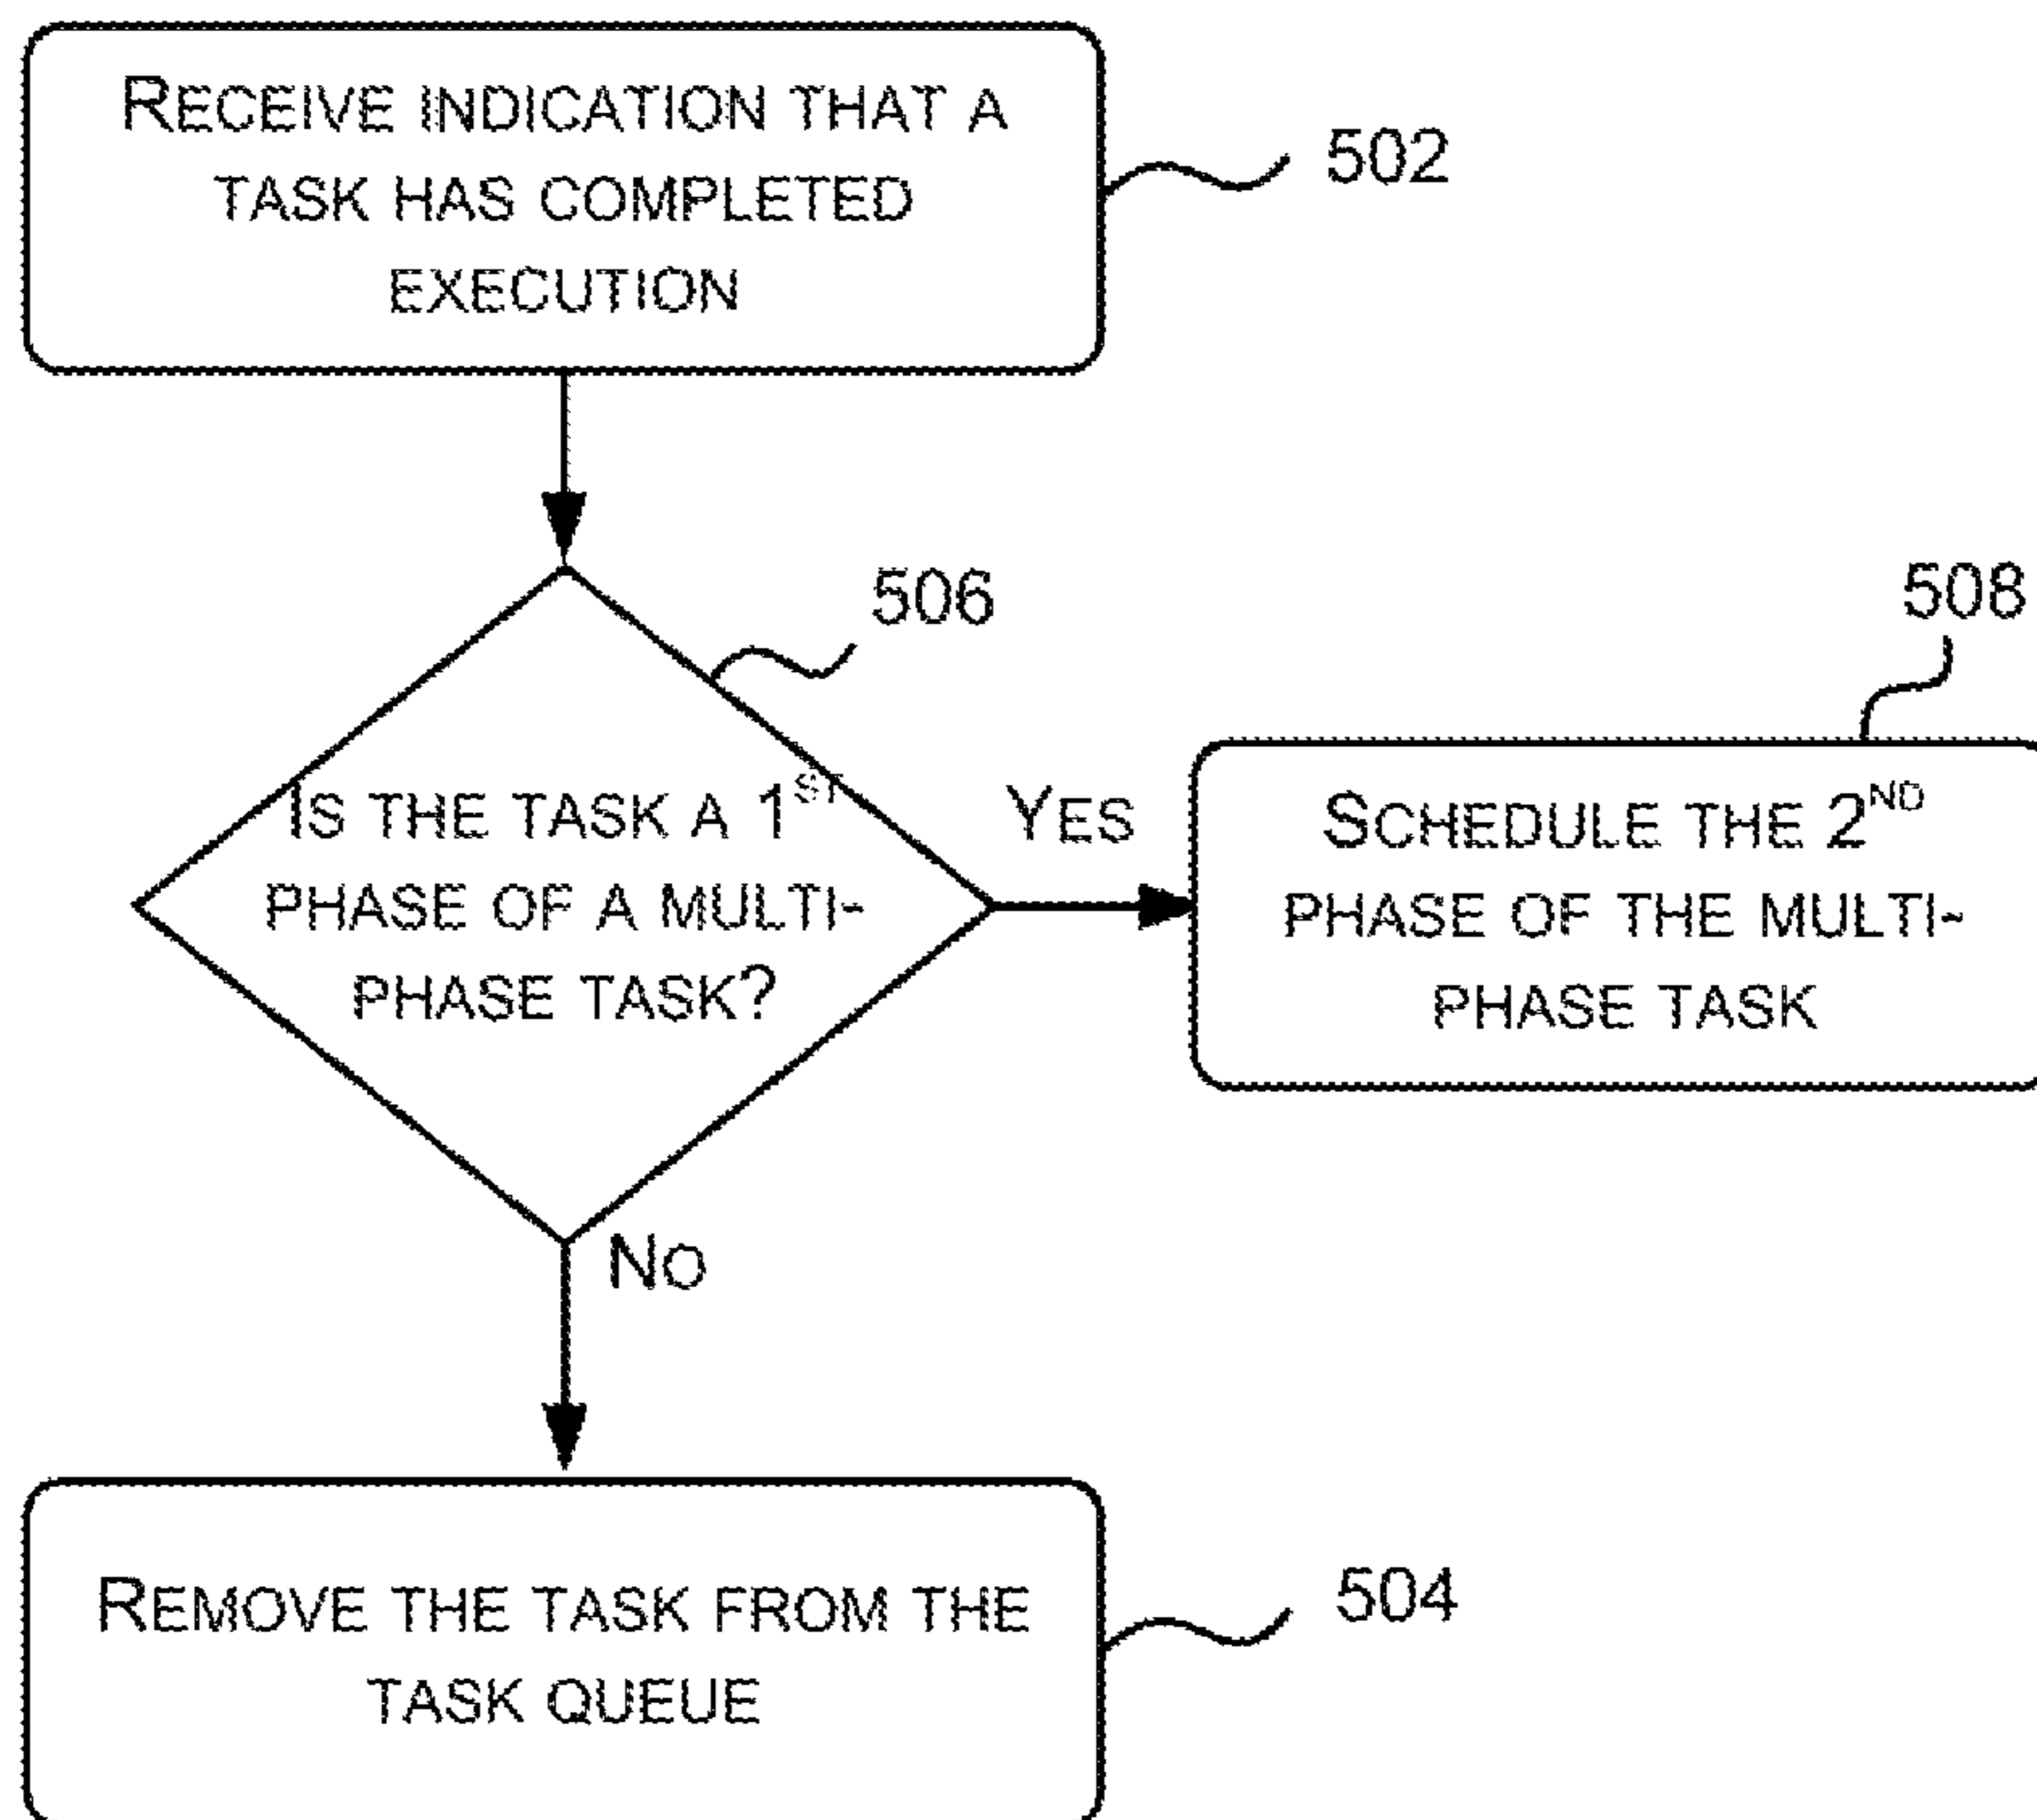 RECEIVE INDICATION THAT A
TASK HAS COMPLETED
EXECUTION
502
506
508
IS THE TASK A 1ST
PHASE OF A MULTI-
PHASE TASK?
YES
SCHEDULE THE 2ND
PHASE OF THE MULTI-
PHASE TASK
NO
REMOVE THE TASK FROM THE
TASK QUEUE
504